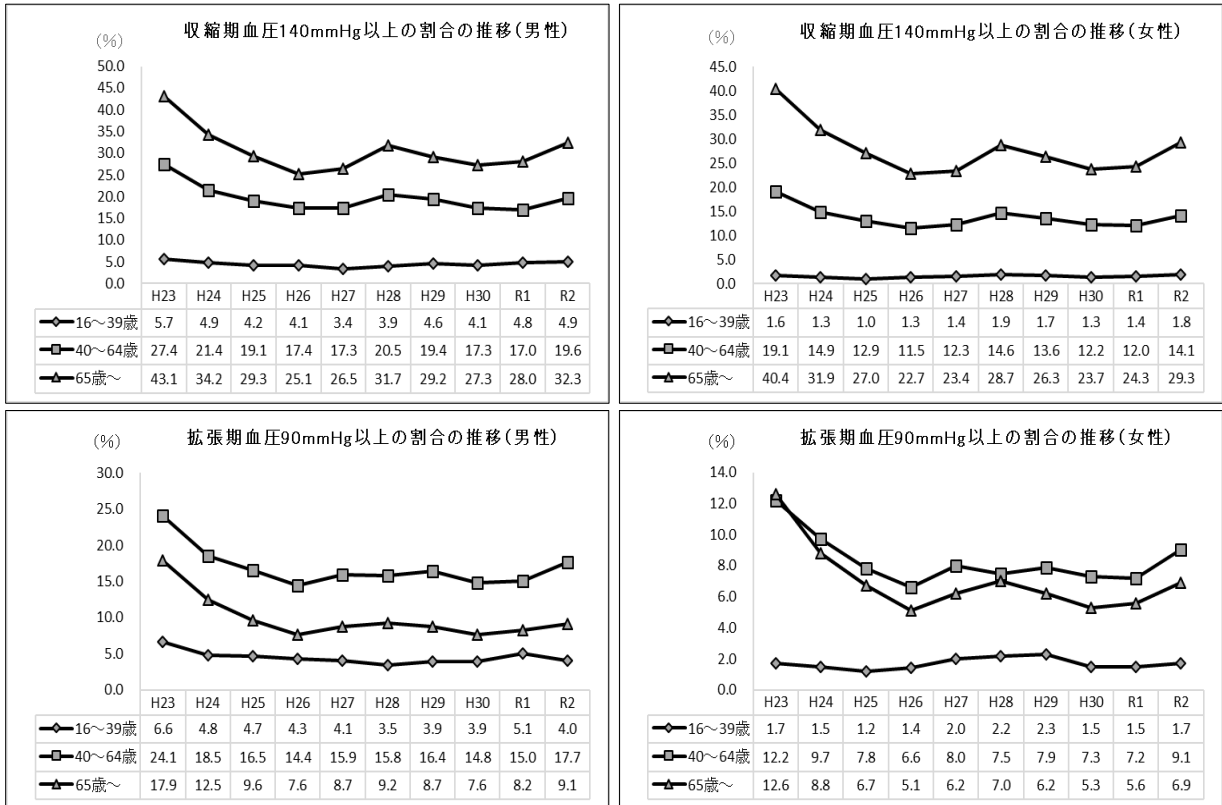 収縮期血圧140mmHg以上の割合の推移(男性)
(%)
50.0
45.0
40.0
35.0
30.0
25.0
20.0
15.0
10.0
5.0
0.0
H23 H24 H25 H26 H27 H28 H29 H30 R1 R2
16～39歳 5.7 4.9 4.2 4.1 3.4 3.9 4.6 4.1 4.8 4.9
40～64歳 27.4 21.4 19.1 17.4 17.3 20.5 19.4 17.3 17.0 19.6
65歳～ 43.1 34.2 29.3 25.1 26.5 31.7 29.2 27.3 28.0 32.3
収縮期血圧140mmHg以上の割合の推移(女性)
(%)
45.0
40.0
35.0
30.0
25.0
20.0
15.0
10.0
5.0
0.0
H23 H24 H25 H26 H27 H28 H29 H30 R1 R2
16～39歳 1.6 1.3 1.0 1.3 1.4 1.9 1.7 1.3 1.4 1.8
40～64歳 19.1 14.9 12.9 11.5 12.3 14.6 13.6 12.2 12.0 14.1
65歳～ 40.4 31.9 27.0 22.7 23.4 28.7 26.3 23.7 24.3 29.3
拡張期血圧90mmHg以上の割合の推移(男性)
(%)
30.0
25.0
20.0
15.0
10.0
5.0
0.0
H23 H24 H25 H26 H27 H28 H29 H30 R1 R2
16～39歳 6.6 4.8 4.7 4.3 4.1 3.5 3.9 3.9 5.1 4.0
40～64歳 24.1 18.5 16.5 14.4 15.9 15.8 16.4 14.8 15.0 17.7
65歳～ 17.9 12.5 9.6 7.6 8.7 9.2 8.7 7.6 8.2 9.1
拡張期血圧90mmHg以上の割合の推移(女性)
(%)
14.0
12.0
10.0
8.0
6.0
4.0
2.0
0.0
H23 H24 H25 H26 H27 H28 H29 H30 R1 R2
16～39歳 1.7 1.5 1.2 1.4 2.0 2.2 2.3 1.5 1.5 1.7
40～64歳 12.2 9.7 7.8 6.6 8.0 7.5 7.9 7.3 7.2 9.1
65歳～ 12.6 8.8 6.7 5.1 6.2 7.0 6.2 5.3 5.6 6.9